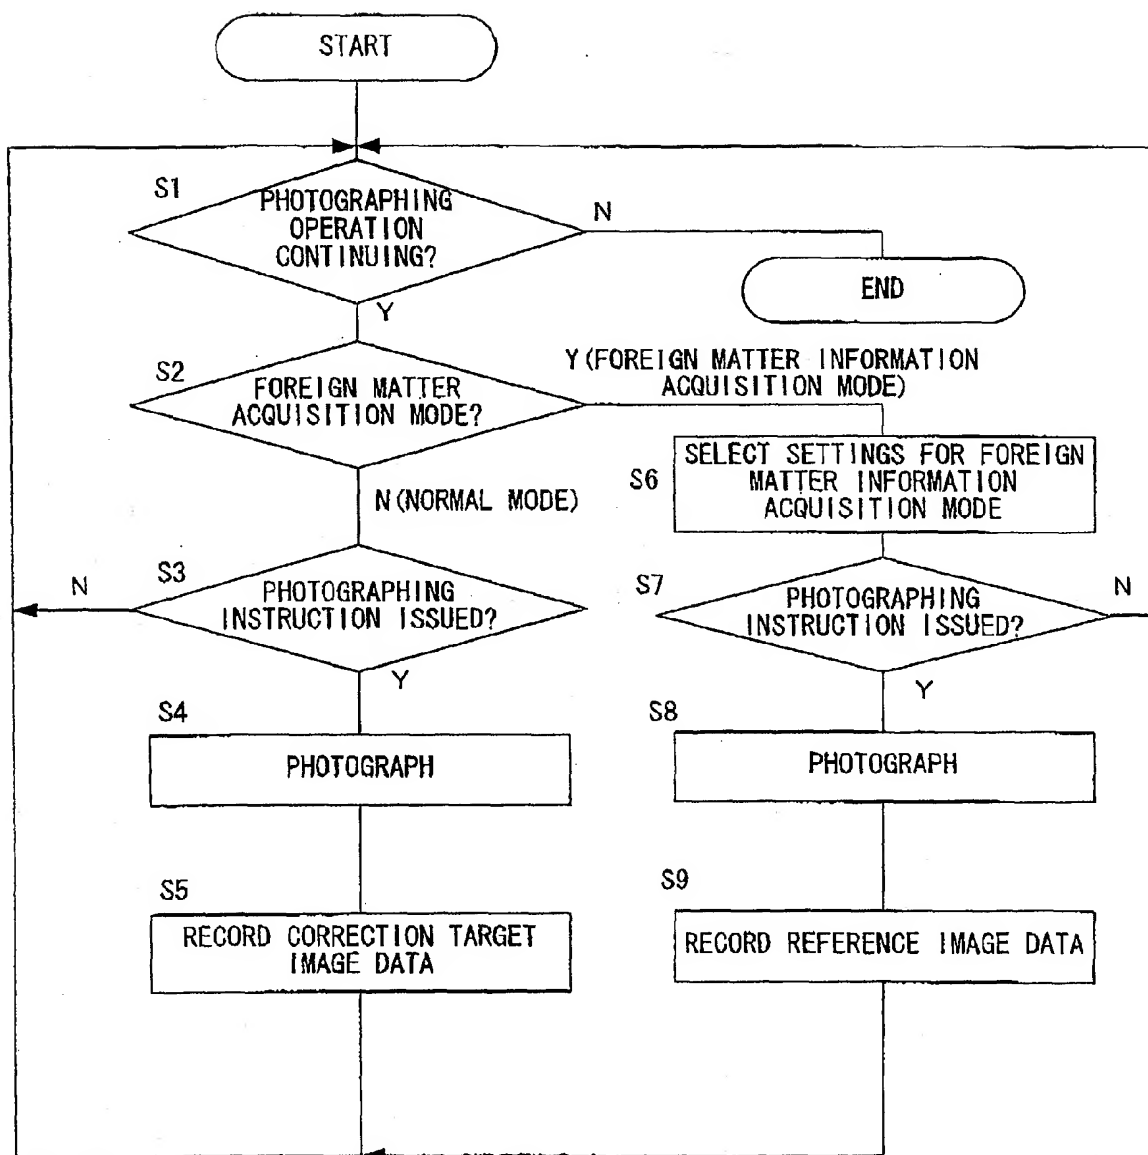 START
S1
PHOTOGRAPHING
OPERATION
CONTINUING?
N
END
Y
S2
FOREIGN MATTER
ACQUISITION MODE?
Y(FOREIGN MATTER INFORMATION
ACQUISITION MODE)
N(NORMAL MODE)
S6
SELECT SETTINGS FOR FOREIGN
MATTER INFORMATION
ACQUISITION MODE
N
S3
PHOTOGRAPHING
INSTRUCTION ISSUED?
Y
S7
PHOTOGRAPHING
INSTRUCTION ISSUED?
N
Y
S4
PHOTOGRAPH
S8
PHOTOGRAPH
S5
RECORD CORRECTION TARGET
IMAGE DATA
S9
RECORD REFERENCE IMAGE DATA